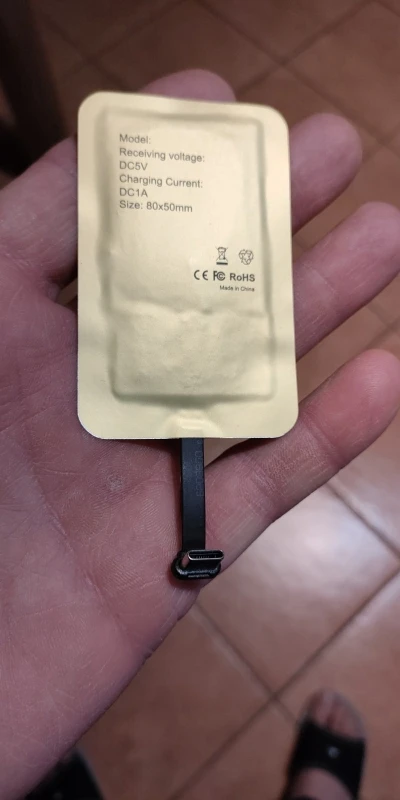 Model:
Receiving voltage:
DC5V
Charging Current:
DC1A
Size: 80x50mm
CE FC RoHS
Made in China